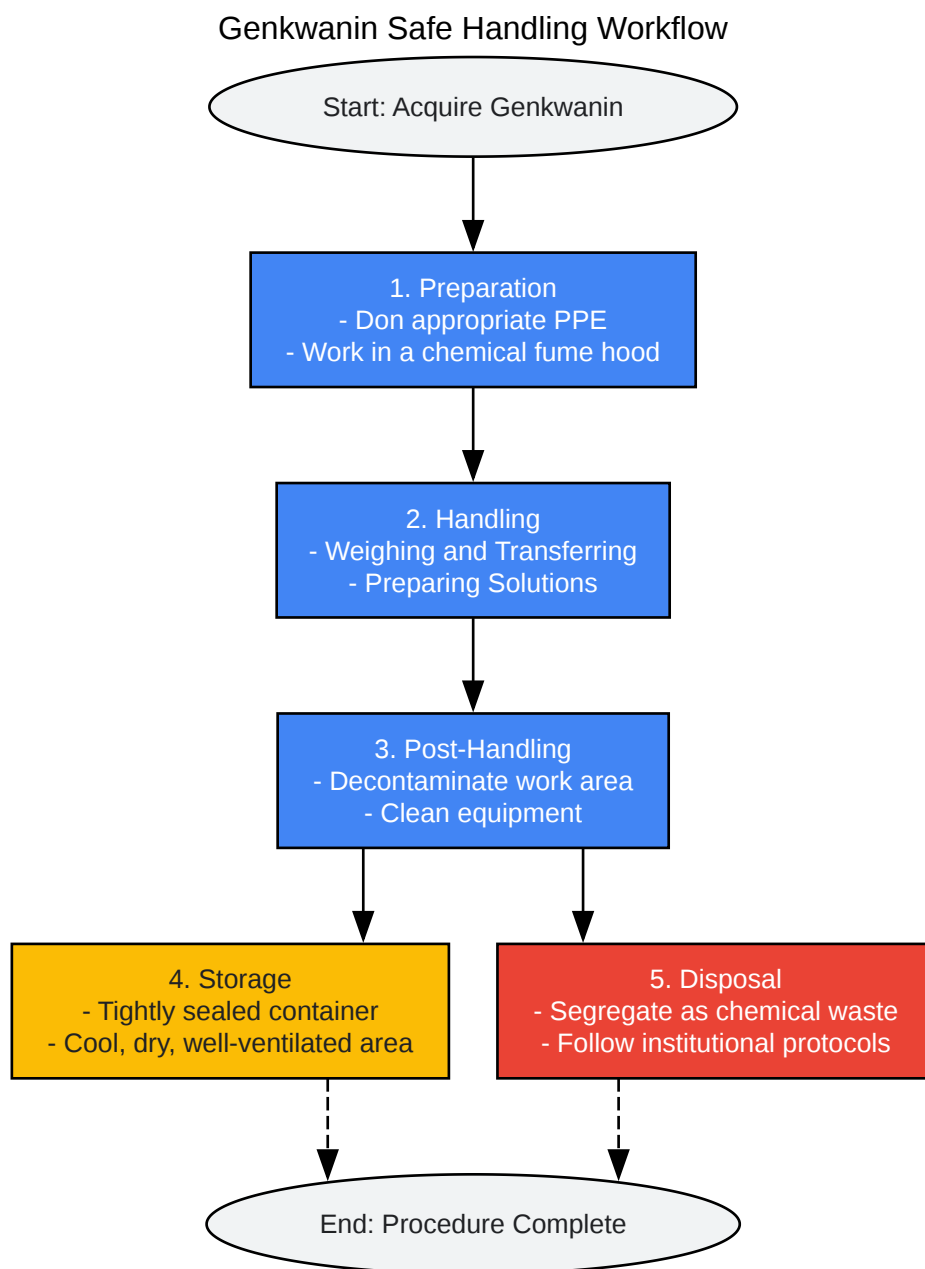 Genkwanin Safe Handling Workflow
Start: Acquire Genkwanin
1. Preparation
- Don appropriate PPE
- Work in a chemical fume hood
2. Handling
- Weighing and Transferring
- Preparing Solutions
3. Post-Handling
- Decontaminate work area
- Clean equipment
4. Storage
- Tightly sealed container
- Cool, dry, well-ventilated area
5. Disposal
- Segregate as chemical waste
- Follow institutional protocols
End: Procedure Complete